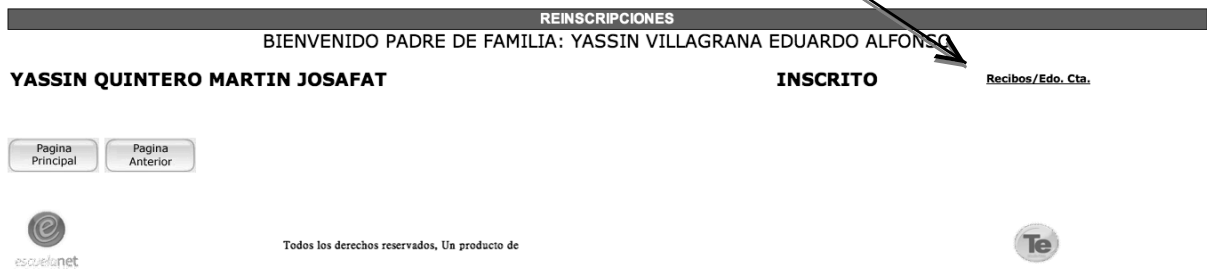 REINSCRIPCIONES
BIENVENIDO PADRE DE FAMILIA: YASSIN VILLAGRANA EDUARDO ALFONSO
YASSIN QUINTERO MARTIN JOSAFAT INSCRITO Recibos/Edo. Cta.
Pagina Principal
Pagina Anterior
e
escuelanet
Todos los derechos reservados, Un producto de
Te